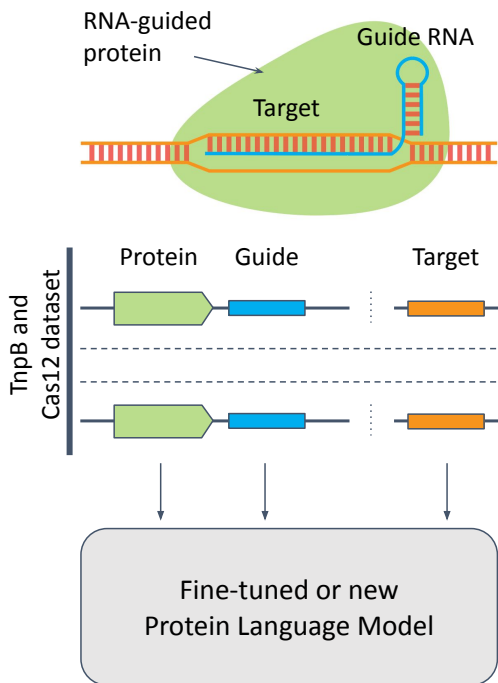 RNA-guided
protein
Guide RNA
Target
Protein
Guide
Target
TnpB and
Cas12 dataset
Fine-tuned or new
Protein Language Model